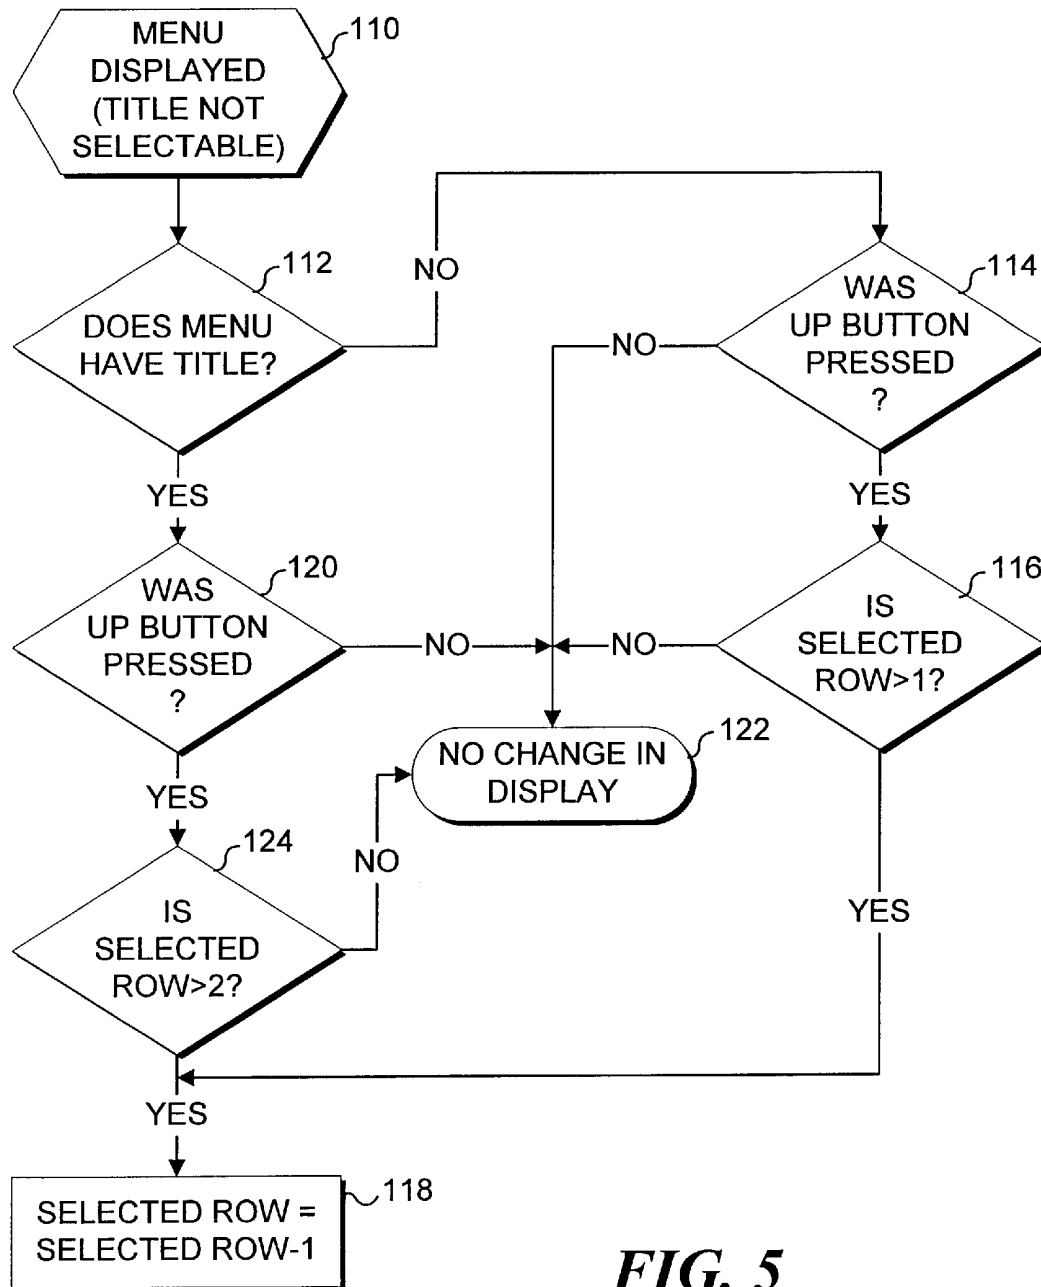 MENU
DISPLAYED
(TITLE NOT
SELECTABLE)
110
DOES MENU
HAVE TITLE?
112
NO
WAS
UP BUTTON
PRESSED
?
114
NO
YES
YES
WAS
UP BUTTON
PRESSED
?
120
NO
NO
IS
SELECTED
ROW>1?
116
NO CHANGE IN
DISPLAY
122
YES
IS
SELECTED
ROW>2?
124
NO
YES
YES
SELECTED ROW =
SELECTED ROW-1
118
FIG. 5